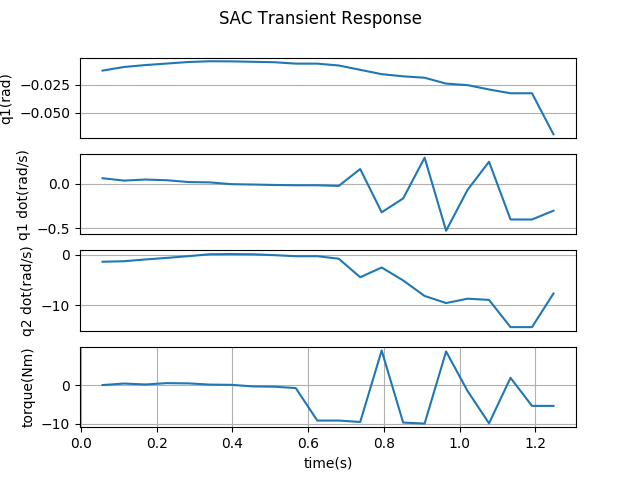 SAC Transient Response
q1(rad)
−0.025
−0.050
q1 dot(rad/s)
0.0
−0.5
q2 dot(rad/s)
0
−10
torque(Nm)
0
−10
0.0 0.2 0.4 0.6 0.8 1.0 1.2
time(s)